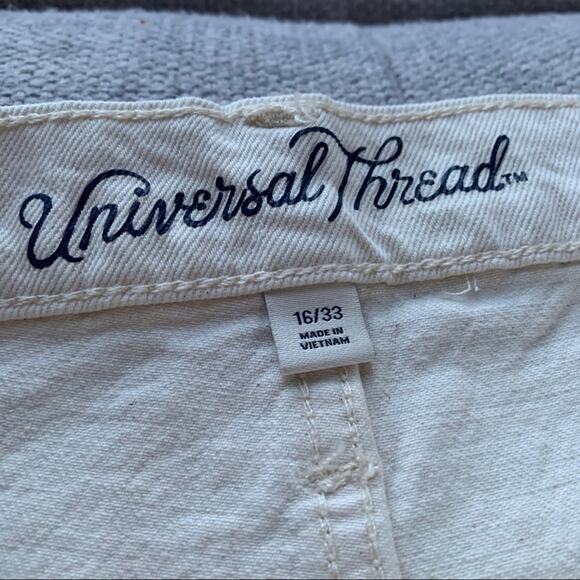 Universal Thread™
16/33
MADE IN
VIETNAM